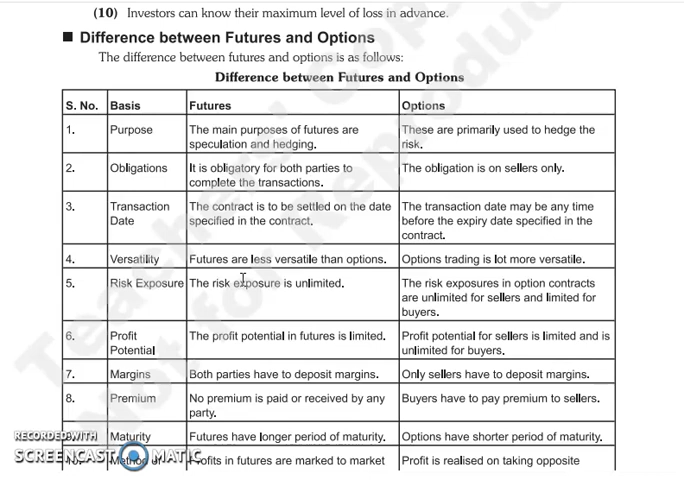 (10) Investors can know their maximum level of loss in advance.
■ Difference between Futures and Options
The difference between futures and options is as follows:
Difference between Futures and Options
S. No. Basis Futures Options
1. Purpose The main purposes of futures are speculation and hedging. These are primarily used to hedge the risk.
2. Obligations It is obligatory for both parties to complete the transactions. The obligation is on sellers only.
3. Transaction Date The contract is to be settled on the date specified in the contract. The transaction date may be any time before the expiry date specified in the contract.
4. Versatility Futures are less versatile than options. Options trading is lot more versatile.
5. Risk Exposure The risk exposure is unlimited. The risk exposures in option contracts are unlimited for sellers and limited for buyers.
6. Profit Potential The profit potential in futures is limited. Profit potential for sellers is limited and is unlimited for buyers.
7. Margins Both parties have to deposit margins. Only sellers have to deposit margins.
8. Premium No premium is paid or received by any party. Buyers have to pay premium to sellers.
Maturity Futures have longer period of maturity. Options have shorter period of maturity.
Method of Profits in futures are marked to market Profit is realised on taking opposite
RECORDED WITH
SCREENCAST MATIC